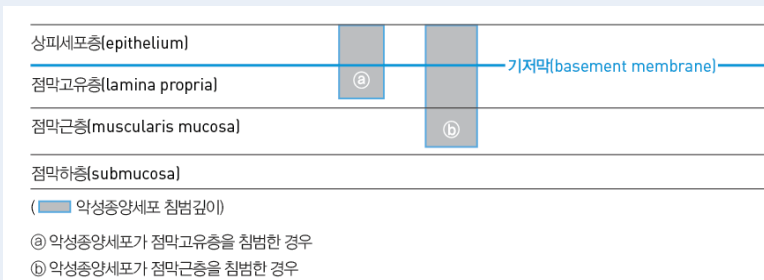 상피세포층(epithelium)
기저막(basement membrane)
점막고유층(lamina propria)
ⓐ
점막근층(muscularis mucosa)
ⓑ
점막하층(submucosa)
( 악성종양세포 침범깊이)
ⓐ 악성종양세포가 점막고유층을 침범한 경우
ⓑ 악성종양세포가 점막근층을 침범한 경우